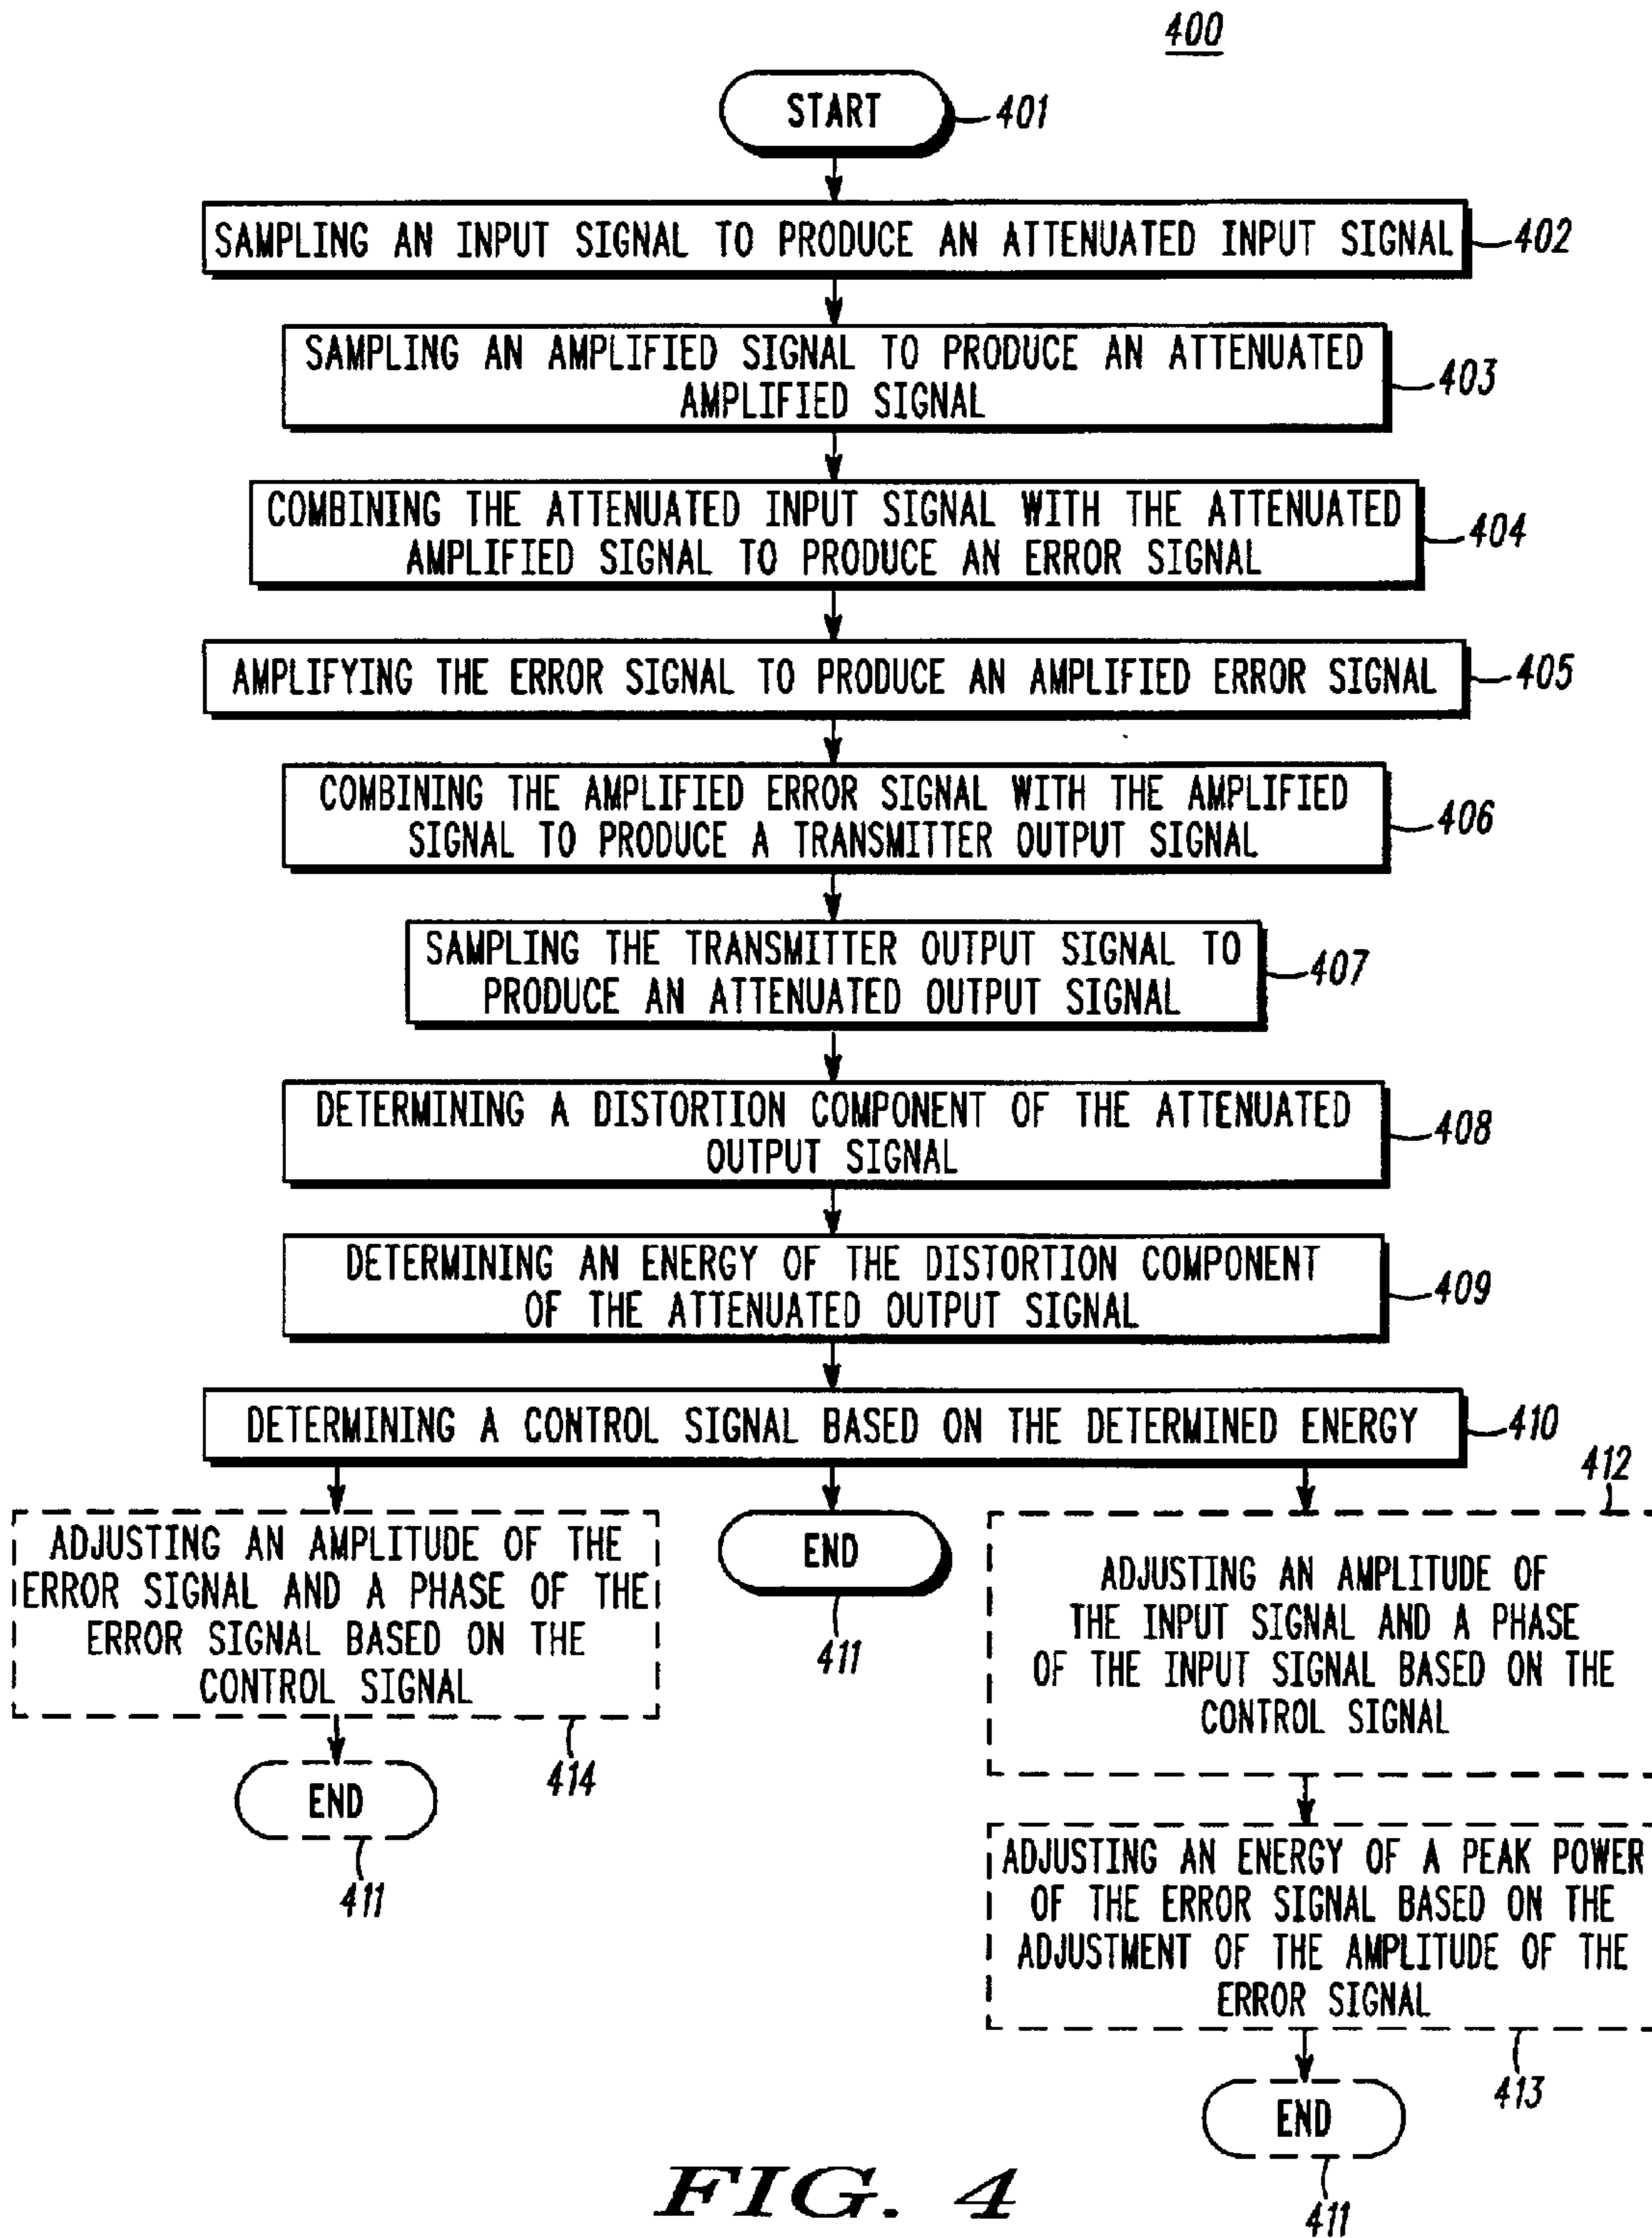 400
START
401
SAMPLING AN INPUT SIGNAL TO PRODUCE AN ATTENUATED INPUT SIGNAL
402
SAMPLING AN AMPLIFIED SIGNAL TO PRODUCE AN ATTENUATED
AMPLIFIED SIGNAL
403
COMBINING THE ATTENUATED INPUT SIGNAL WITH THE ATTENUATED
AMPLIFIED SIGNAL TO PRODUCE AN ERROR SIGNAL
404
AMPLIFYING THE ERROR SIGNAL TO PRODUCE AN AMPLIFIED ERROR SIGNAL
405
COMBINING THE AMPLIFIED ERROR SIGNAL WITH THE AMPLIFIED
SIGNAL TO PRODUCE A TRANSMITTER OUTPUT SIGNAL
406
SAMPLING THE TRANSMITTER OUTPUT SIGNAL TO
PRODUCE AN ATTENUATED OUTPUT SIGNAL
407
DETERMINING A DISTORTION COMPONENT OF THE ATTENUATED
OUTPUT SIGNAL
408
DETERMINING AN ENERGY OF THE DISTORTION COMPONENT
OF THE ATTENUATED OUTPUT SIGNAL
409
DETERMINING A CONTROL SIGNAL BASED ON THE DETERMINED ENERGY
410
ADJUSTING AN AMPLITUDE OF THE
ERROR SIGNAL AND A PHASE OF THE
ERROR SIGNAL BASED ON THE
CONTROL SIGNAL
414
END
411
END
411
412
ADJUSTING AN AMPLITUDE OF
THE INPUT SIGNAL AND A PHASE
OF THE INPUT SIGNAL BASED ON THE
CONTROL SIGNAL
ADJUSTING AN ENERGY OF A PEAK POWER
OF THE ERROR SIGNAL BASED ON THE
ADJUSTMENT OF THE AMPLITUDE OF THE
ERROR SIGNAL
413
END
411
FIG. 4